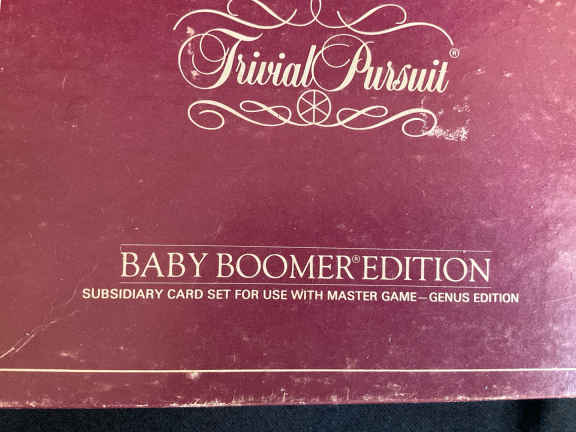 Trivial Pursuit®
BABY BOOMER® EDITION
SUBSIDIARY CARD SET FOR USE WITH MASTER GAME—GENUS EDITION